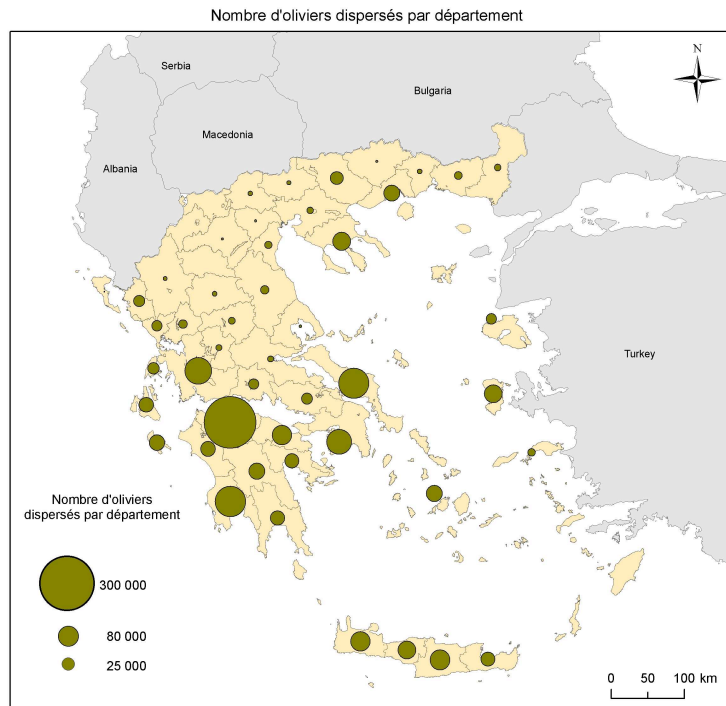 Nombre d'oliviers dispersés par département
N
Serbia
Bulgaria
Macedonia
Albania
Turkey
Nombre d'oliviers
dispersés par département
300 000
80 000
25 000
0 50 100 km